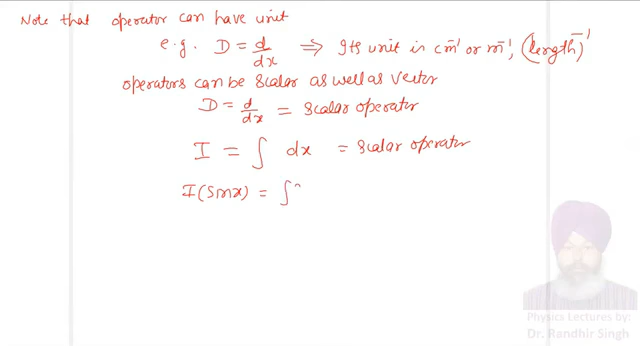 Note that operator can have unit
e.g. D = d/dx ⇒ Its unit is cm⁻¹ or m⁻¹, (length)⁻¹
operators can be scalar as well as vector
D = d/dx = scalar operator
I = ∫ dx = scalar operator
I(Sinx) = ∫
Physics Lectures by:
Dr. Randhir Singh